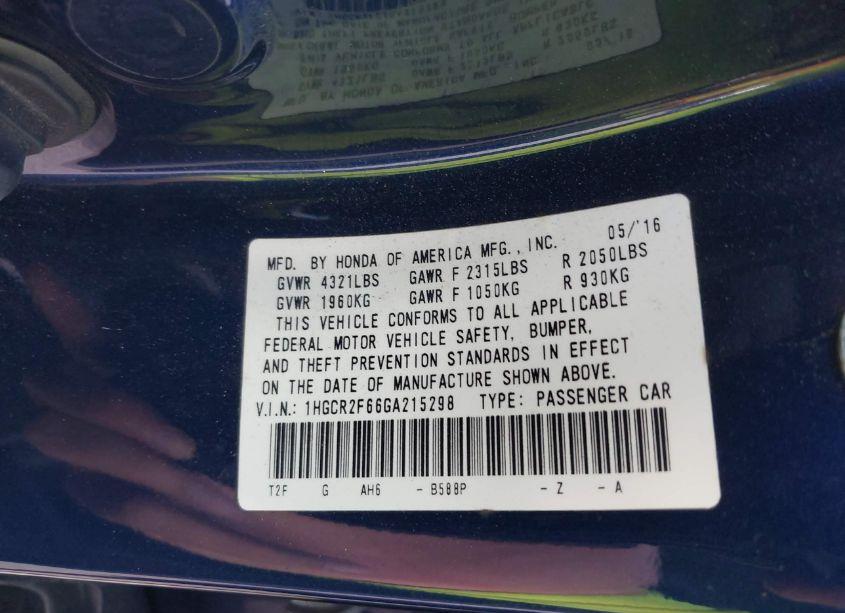 MFD. BY HONDA OF AMERICA MFG., INC. 05/'16
GVWR 4321LBS GAWR F 2315LBS R 2050LBS
GVWR 1960KG GAWR F 1050KG R 930KG
THIS VEHICLE CONFORMS TO ALL APPLICABLE
FEDERAL MOTOR VEHICLE SAFETY, BUMPER,
AND THEFT PREVENTION STANDARDS IN EFFECT
ON THE DATE OF MANUFACTURE SHOWN ABOVE.
V.I.N.: 1HGCR2F66GA215298 TYPE: PASSENGER CAR
T2F G AH6 - B588P - Z - A